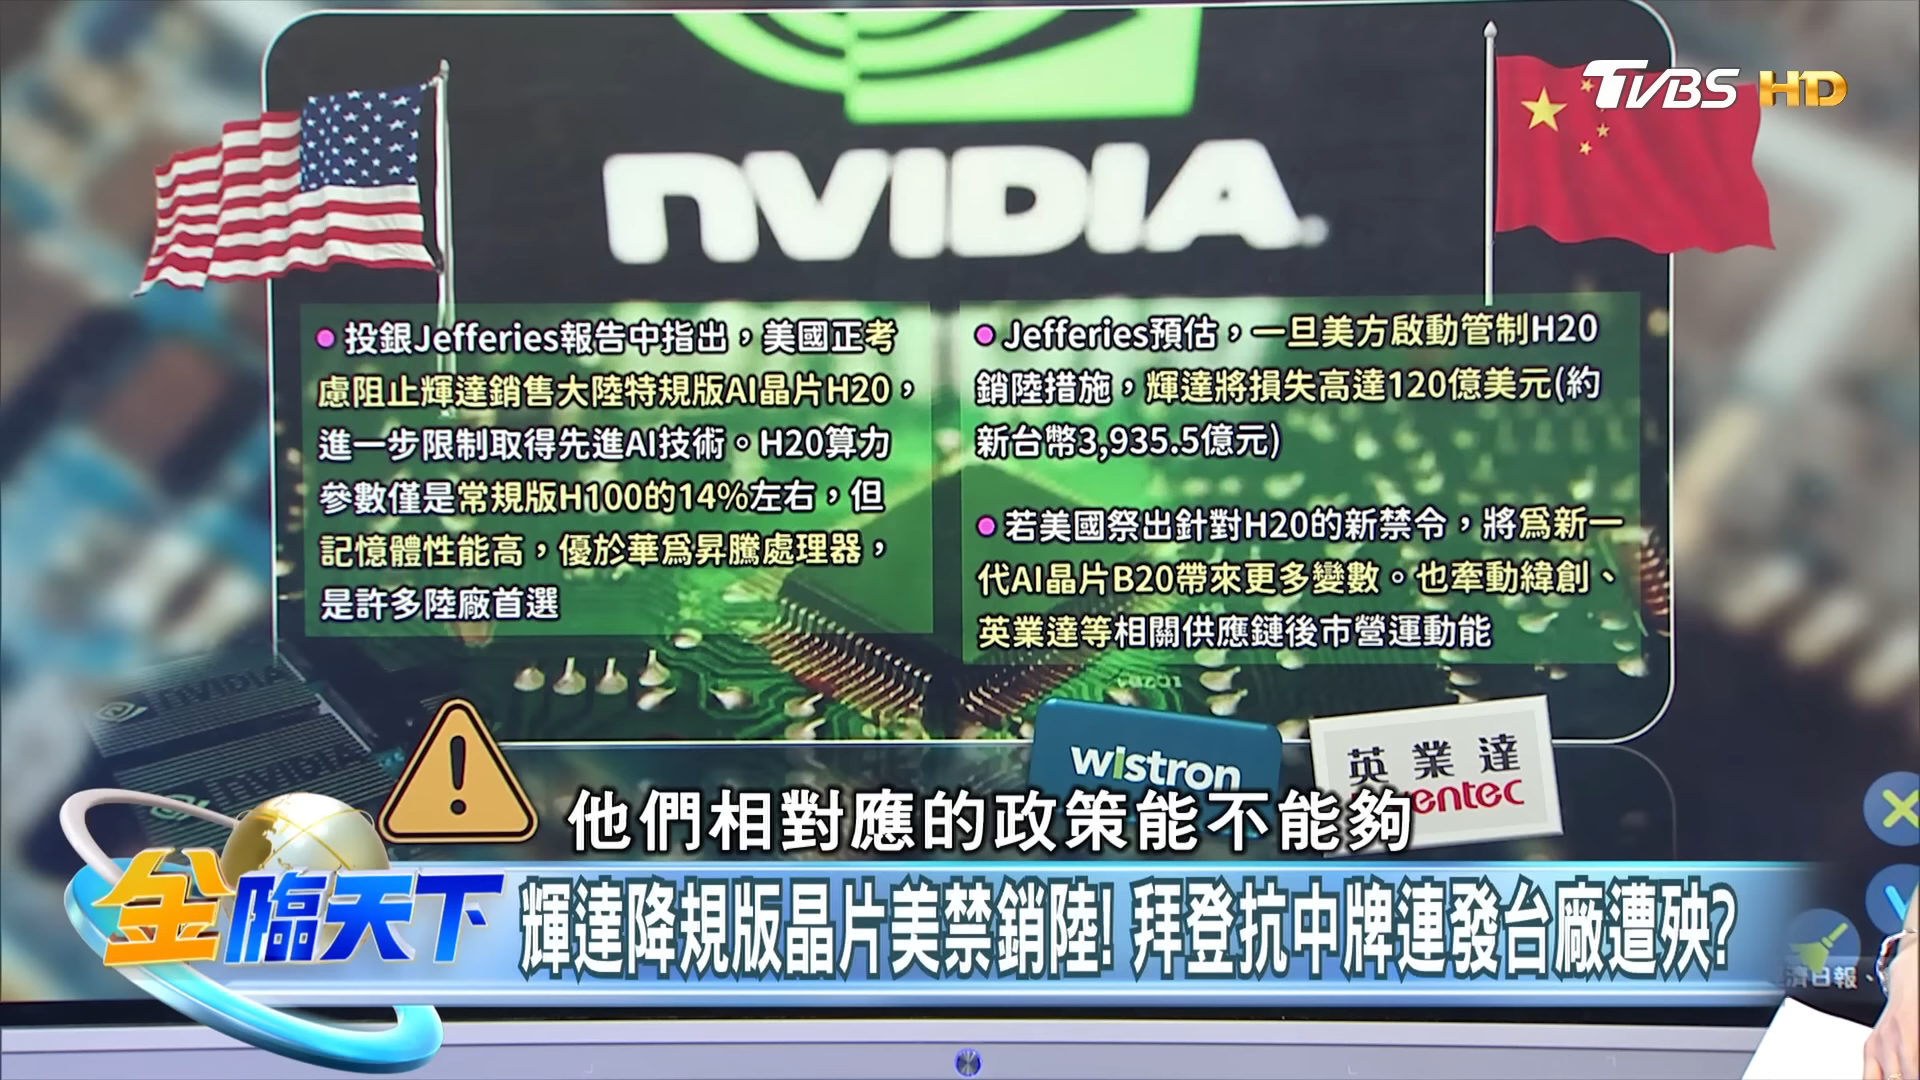 TVBS HD
nVIDIA
●投銀Jefferies報告中指出，美國正考
慮阻止輝達銷售大陸特規版AI晶片H20，
進一步限制取得先進AI技術。H20算力
參數僅是常規版H100的14%左右，但
記憶體性能高，優於華為昇騰處理器，
是許多陸廠首選
●Jefferies預估，一旦美方啟動管制H20
銷陸措施，輝達將損失高達120億美元(約
新台幣3,935.5億元)
●若美國祭出針對H20的新禁令，將為新一
代AI晶片B20帶來更多變數。也牽動緯創、
英業達等相關供應鏈後市營運動能
NVIDIA
NVIDIA
wistron
英業達
entec
他們相對應的政策能不能夠
金臨天下
輝達降規版晶片美禁銷陸! 拜登抗中牌連發台廠遭殃?
濟日報、